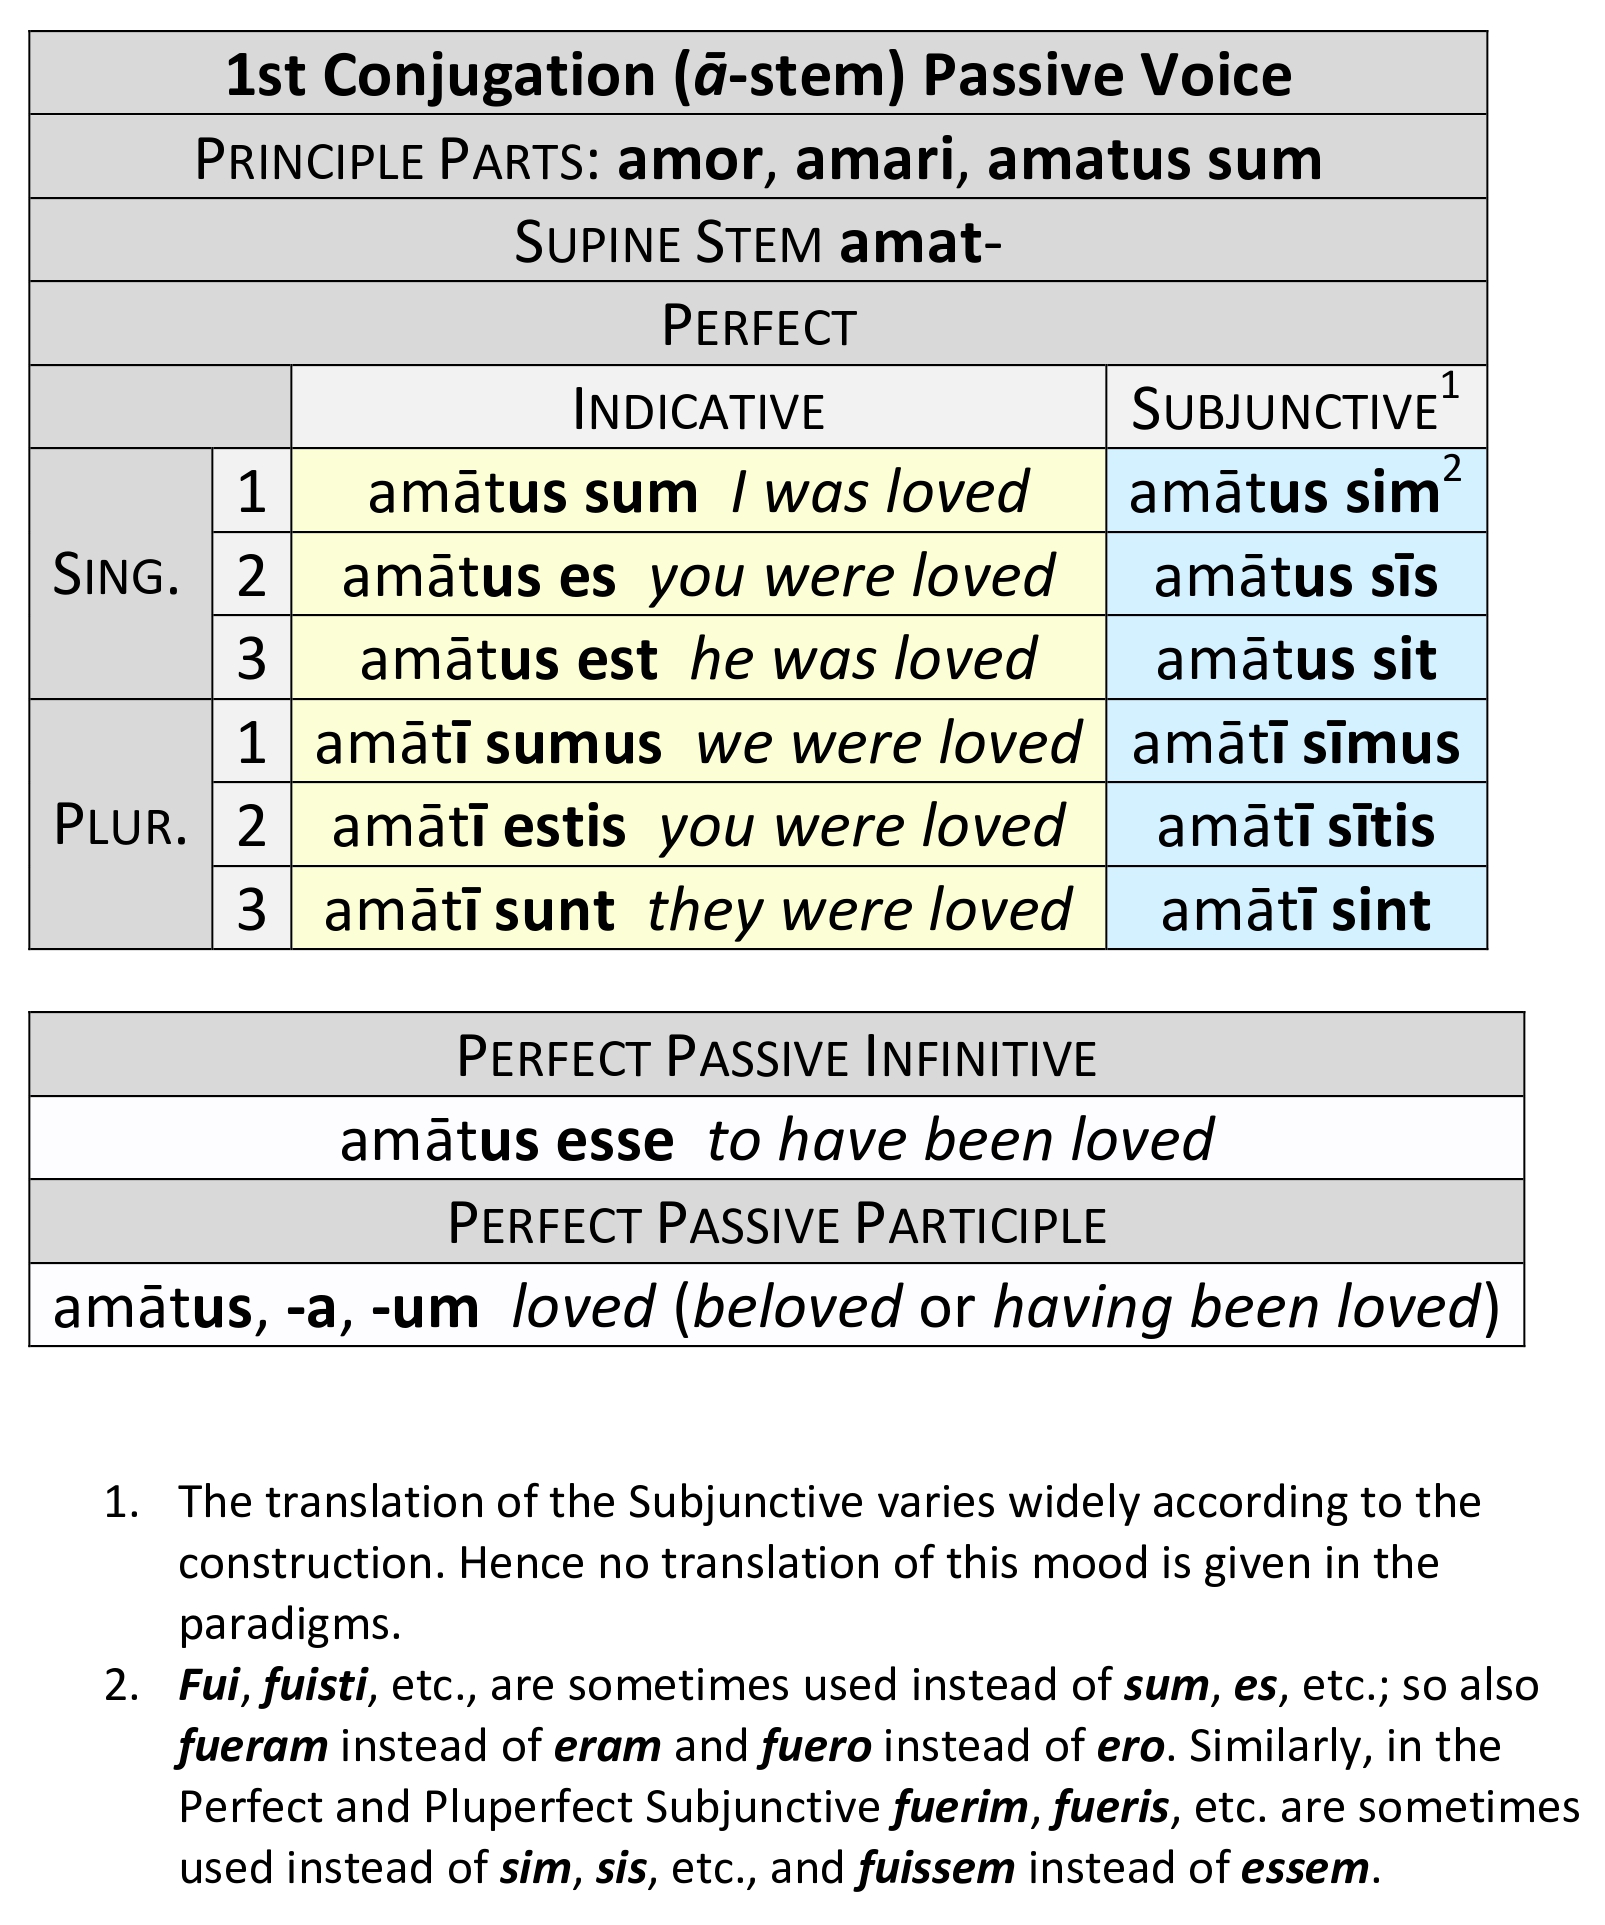 1st Conjugation (ā-stem) Passive Voice
PRINCIPLE PARTS: amor, amari, amatus sum
SUPINE STEM amat-
PERFECT
INDICATIVE SUBJUNCTIVE1
SING. 1 amātus sum I was loved amātus sim2
2 amātus es you were loved amātus sīs
3 amātus est he was loved amātus sit
PLUR. 1 amātī sumus we were loved amātī sīmus
2 amātī estis you were loved amātī sītis
3 amātī sunt they were loved amātī sint
PERFECT PASSIVE INFINITIVE
amātus esse to have been loved
PERFECT PASSIVE PARTICIPLE
amātus, -a, -um loved (beloved or having been loved)
1. The translation of the Subjunctive varies widely according to the
construction. Hence no translation of this mood is given in the
paradigms.
2. Fui, fuisti, etc., are sometimes used instead of sum, es, etc.; so also
fueram instead of eram and fuero instead of ero. Similarly, in the
Perfect and Pluperfect Subjunctive fuerim, fueris, etc. are sometimes
used instead of sim, sis, etc., and fuissem instead of essem.